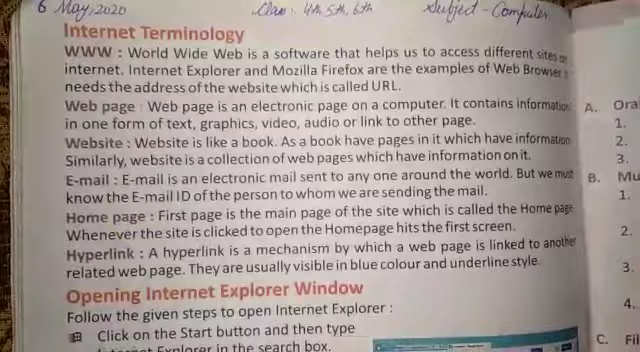 6 May, 2020 Class : 4th, 5th, 6th Subject - Computer
Internet Terminology
WWW : World Wide Web is a software that helps us to access different sites on
internet. Internet Explorer and Mozilla Firefox are the examples of Web Browser
needs the address of the website which is called URL.
Web page : Web page is an electronic page on a computer. It contains information
in one form of text, graphics, video, audio or link to other page.
Website : Website is like a book. As a book have pages in it which have information
Similarly, website is a collection of web pages which have information on it.
E-mail : E-mail is an electronic mail sent to any one around the world. But we must
know the E-mail ID of the person to whom we are sending the mail.
Home page : First page is the main page of the site which is called the Home page
Whenever the site is clicked to open the Homepage hits the first screen.
Hyperlink : A hyperlink is a mechanism by which a web page is linked to another
related web page. They are usually visible in blue colour and underline style.
Opening Internet Explorer Window
Follow the given steps to open Internet Explorer :
Click on the Start button and then type
Internet Explorer in the search box.
A. Ora
1.
2.
3.
B. Mu
1.
2.
3.
4.
C. Fil